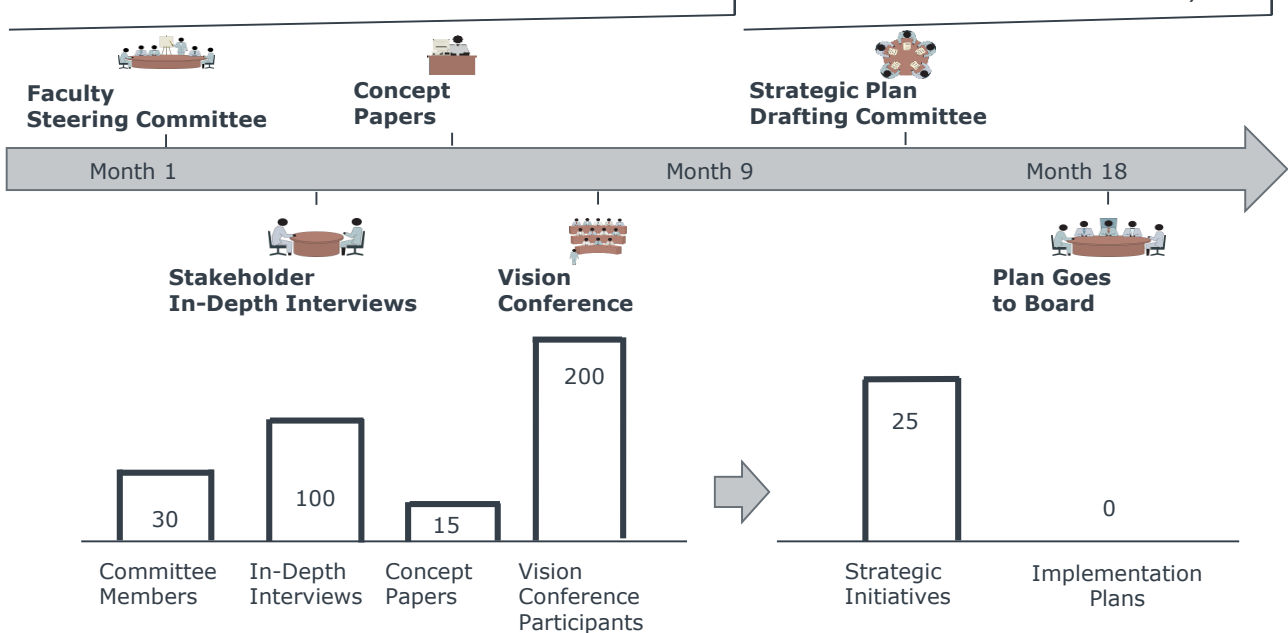 Faculty
Steering Committee
Concept
Papers
Strategic Plan
Drafting Committee
Month 1
Month 9
Month 18
Stakeholder
In-Depth Interviews
Vision
Conference
Plan Goes
to Board
30
100
15
200
25
0
Committee
Members
In-Depth
Interviews
Concept
Papers
Vision
Conference
Participants
Strategic
Initiatives
Implementation
Plans